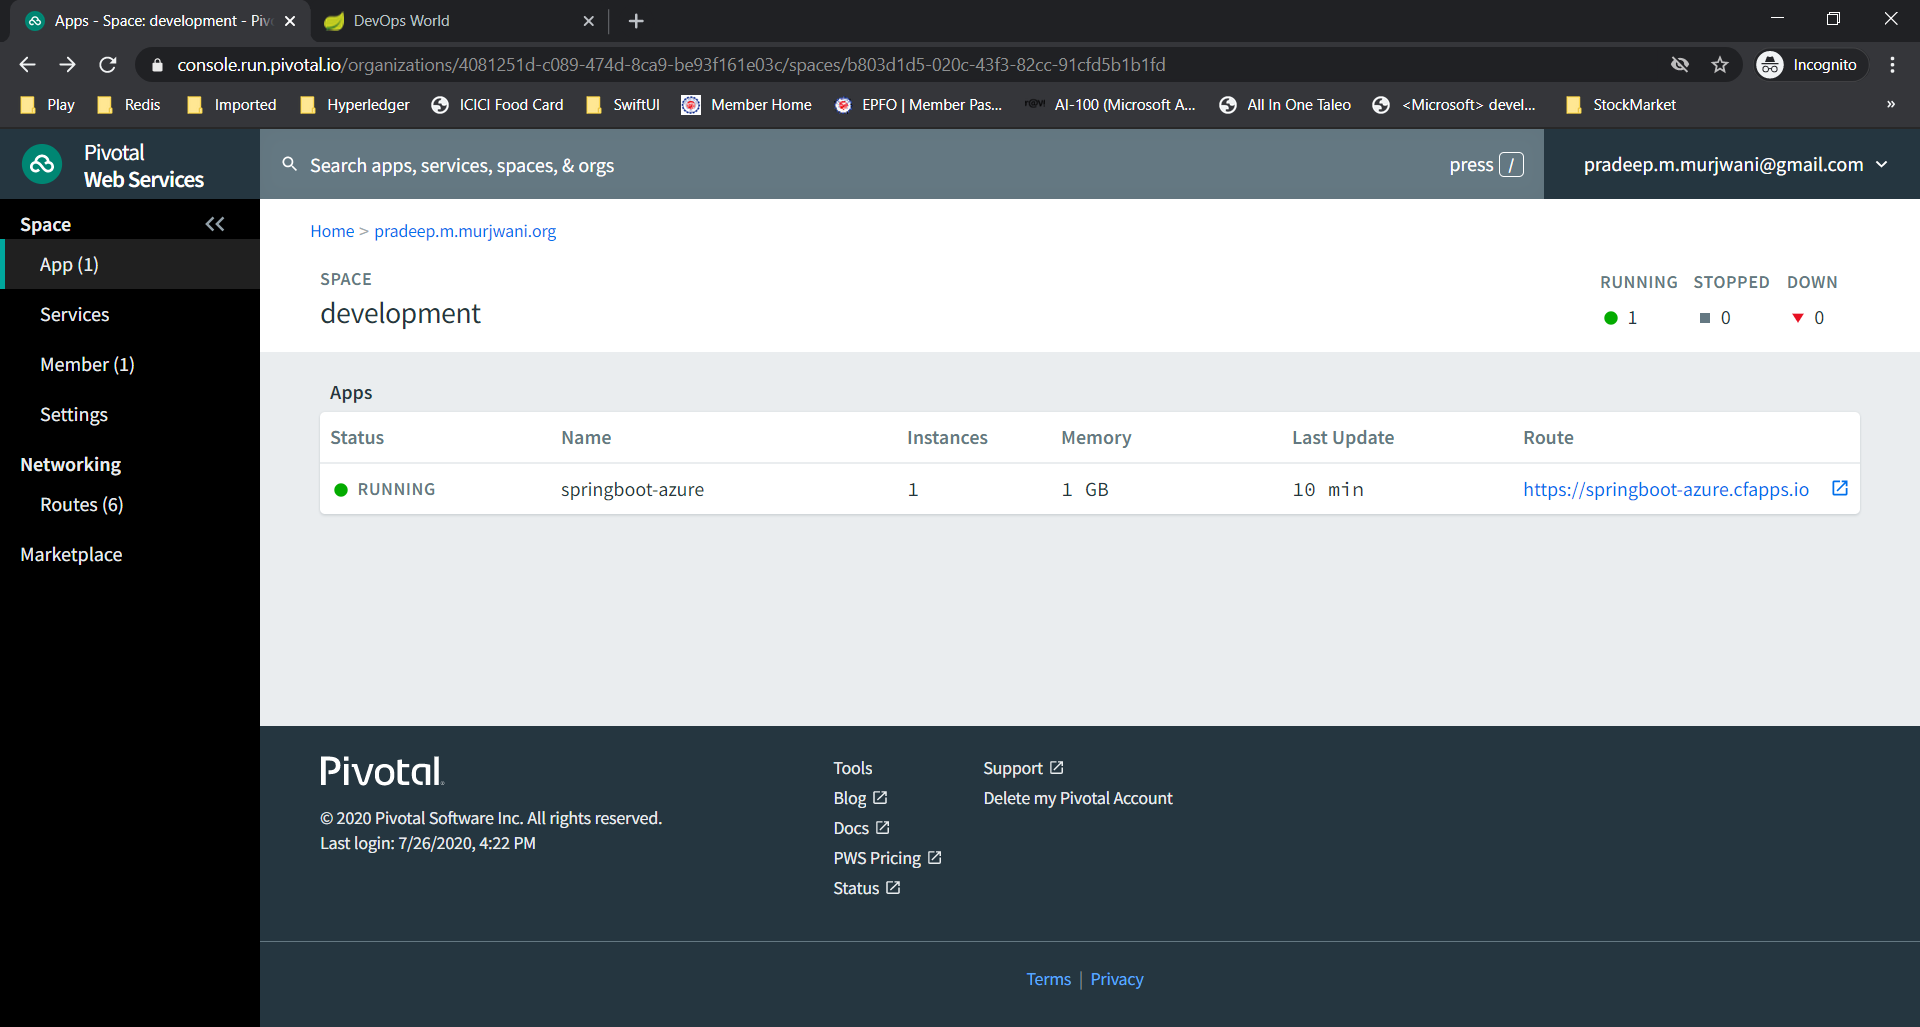 Apps - Space: development - Piv
DevOps World
console.run.pivotal.io/organizations/4081251d-c089-474d-8ca9-be93f161e03c/spaces/b803d1d5-020c-43f3-82cc-91cfd5b1b1fd
Incognito
Play
Redis
Imported
Hyperledger
ICICI Food Card
SwiftUI
Member Home
EPFO | Member Pas...
AI-100 (Microsoft A...
All In One Taleo
<Microsoft> devel...
StockMarket
»
Pivotal
Web Services
Search apps, services, spaces, & orgs
press /
pradeep.m.murjwani@gmail.com
Space
App (1)
Services
Member (1)
Settings
Networking
Routes (6)
Marketplace
Home > pradeep.m.murjwani.org
SPACE
development
RUNNING STOPPED DOWN
1 0 0
Apps
Status Name Instances Memory Last Update Route
RUNNING springboot-azure 1 1 GB 10 min https://springboot-azure.cfapps.io
Pivotal
© 2020 Pivotal Software Inc. All rights reserved.
Last login: 7/26/2020, 4:22 PM
Tools
Blog
Docs
PWS Pricing
Status
Support
Delete my Pivotal Account
Terms | Privacy